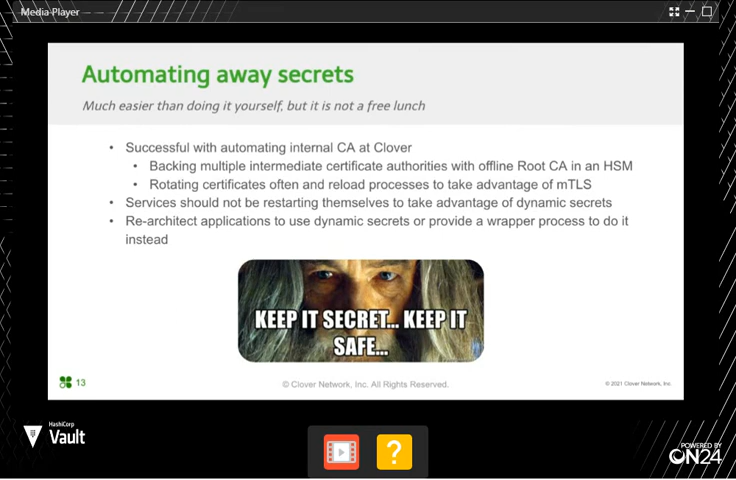 Media Player
Automating away secrets
Much easier than doing it yourself, but it is not a free lunch
• Successful with automating internal CA at Clover
• Backing multiple intermediate certificate authorities with offline Root CA in an HSM
• Rotating certificates often and reload processes to take advantage of mTLS
• Services should not be restarting themselves to take advantage of dynamic secrets
• Re-architect applications to use dynamic secrets or provide a wrapper process to do it
instead
KEEP IT SECRET... KEEP IT
SAFE...
13
© Clover Network, Inc. All Rights Reserved.
© 2021 Clover Network, Inc.
HashiCorp
Vault
?
POWERED BY
ON24